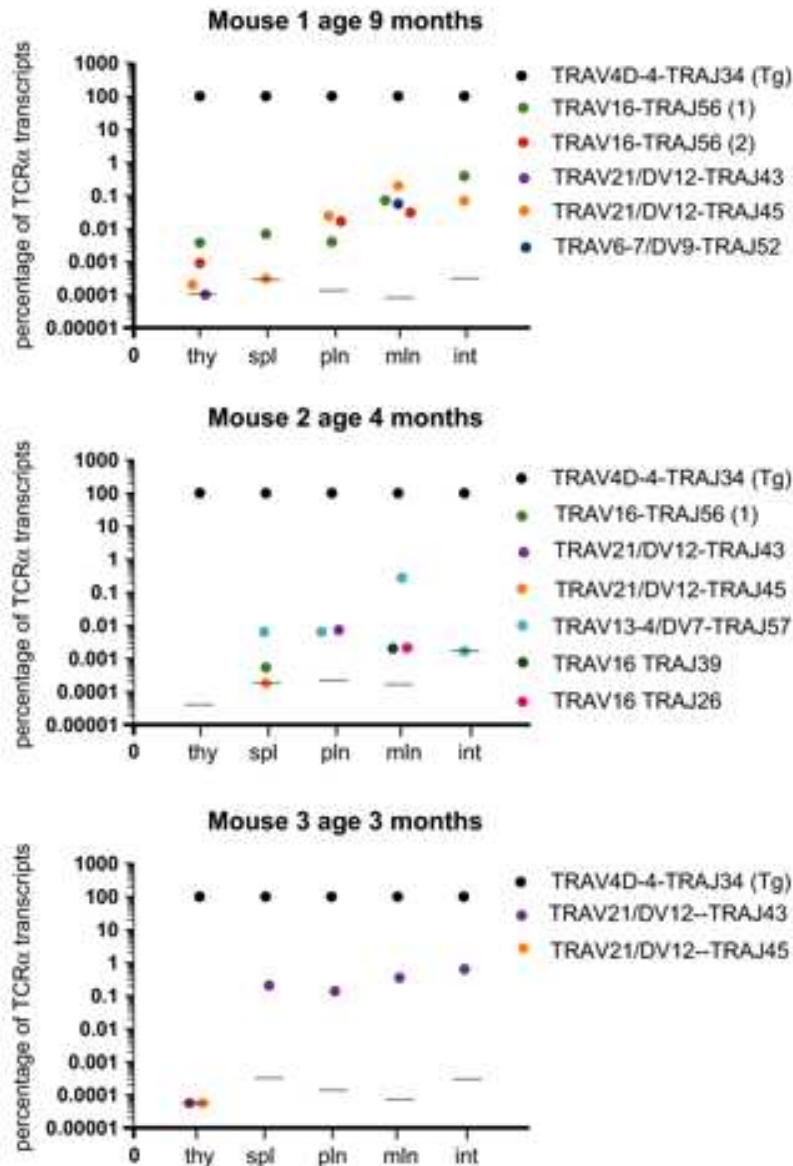 Mouse 1 age 9 months
percentage of TCRα transcripts
1000
100
10
1
0.1
0.01
0.001
0.0001
0.00001
0 thy spl pln mln int
TRAV4D-4-TRAJ34 (Tg)
TRAV16-TRAJ56 (1)
TRAV16-TRAJ56 (2)
TRAV21/DV12-TRAJ43
TRAV21/DV12-TRAJ45
TRAV6-7/DV9-TRAJ52
Mouse 2 age 4 months
percentage of TCRα transcripts
1000
100
10
1
0.1
0.01
0.001
0.0001
0.00001
0 thy spl pln mln int
TRAV4D-4-TRAJ34 (Tg)
TRAV16-TRAJ56 (1)
TRAV21/DV12-TRAJ43
TRAV21/DV12-TRAJ45
TRAV13-4/DV7-TRAJ57
TRAV16 TRAJ39
TRAV16 TRAJ26
Mouse 3 age 3 months
percentage of TCRα transcripts
1000
100
10
1
0.1
0.01
0.001
0.0001
0.00001
0 thy spl pln mln int
TRAV4D-4-TRAJ34 (Tg)
TRAV21/DV12--TRAJ43
TRAV21/DV12--TRAJ45